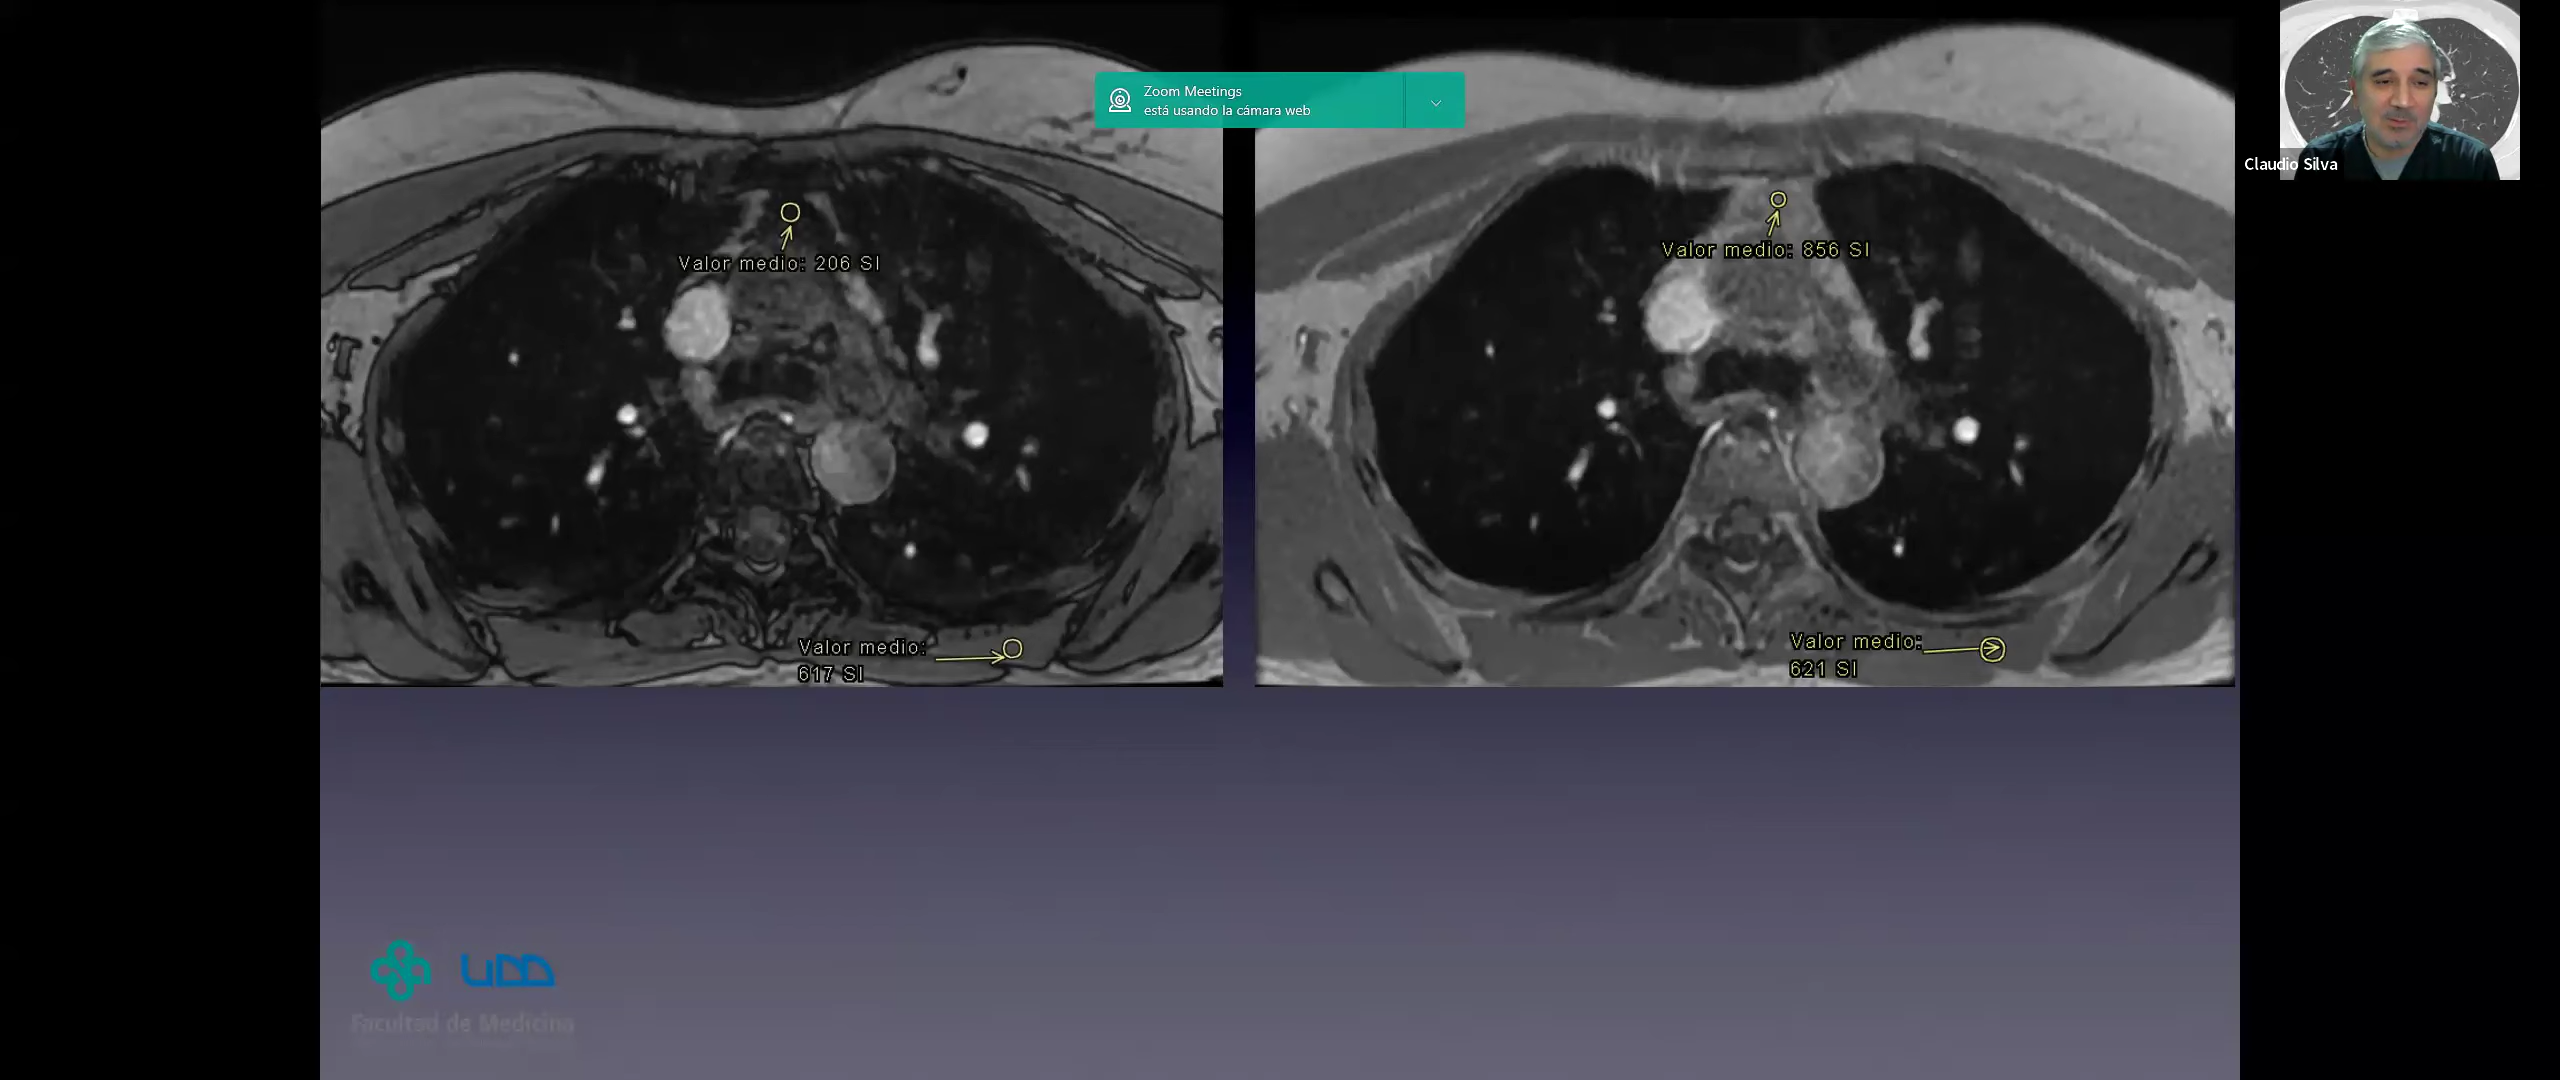 Zoom Meetings
está usando la cámara web
Claudio Silva
Valor medio: 206 SI
Valor medio: 856 SI
Valor medio:
617 SI
Valor medio:
621 SI
UDD
Facultad de Medicina